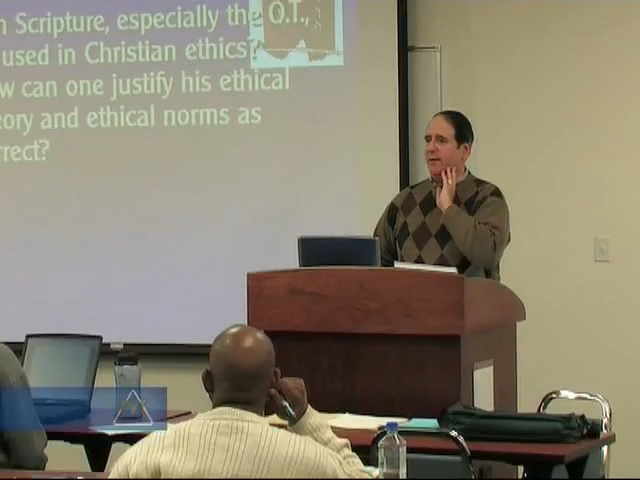 Scripture, especially the O.T.,
used in Christian ethics?
can one justify his ethical
and ethical norms as